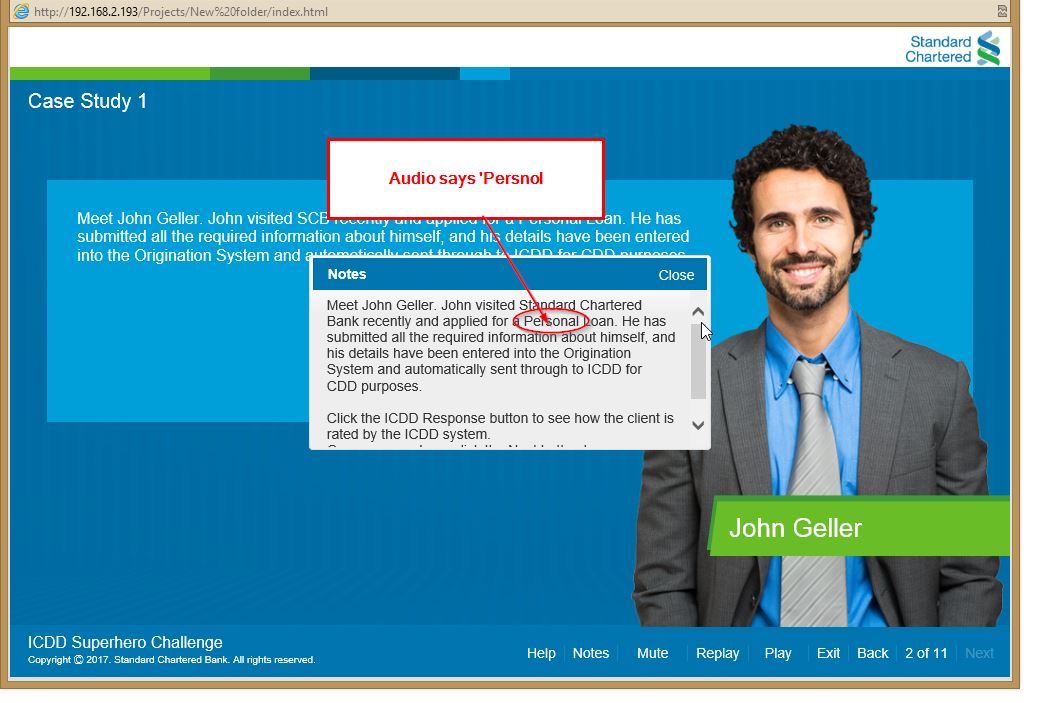 http://192.168.2.193/Projects/New%20folder/index.html
Standard
Chartered
Case Study 1
Audio says 'Persnol
Meet John Geller. John visited SCB recently and applied for a Personal Loan. He has
submitted all the required information about himself, and his details have been entered
into the Origination System and automatically sent through to ICDD for CDD purposes.
Notes Close
Meet John Geller. John visited Standard Chartered
Bank recently and applied for a Personal Loan. He has
submitted all the required information about himself, and
his details have been entered into the Origination
System and automatically sent through to ICDD for
CDD purposes.
Click the ICDD Response button to see how the client is
rated by the ICDD system.
John Geller
ICDD Superhero Challenge
Copyright © 2017. Standard Chartered Bank. All rights reserved.
Help Notes Mute Replay Play Exit Back 2 of 11 Next